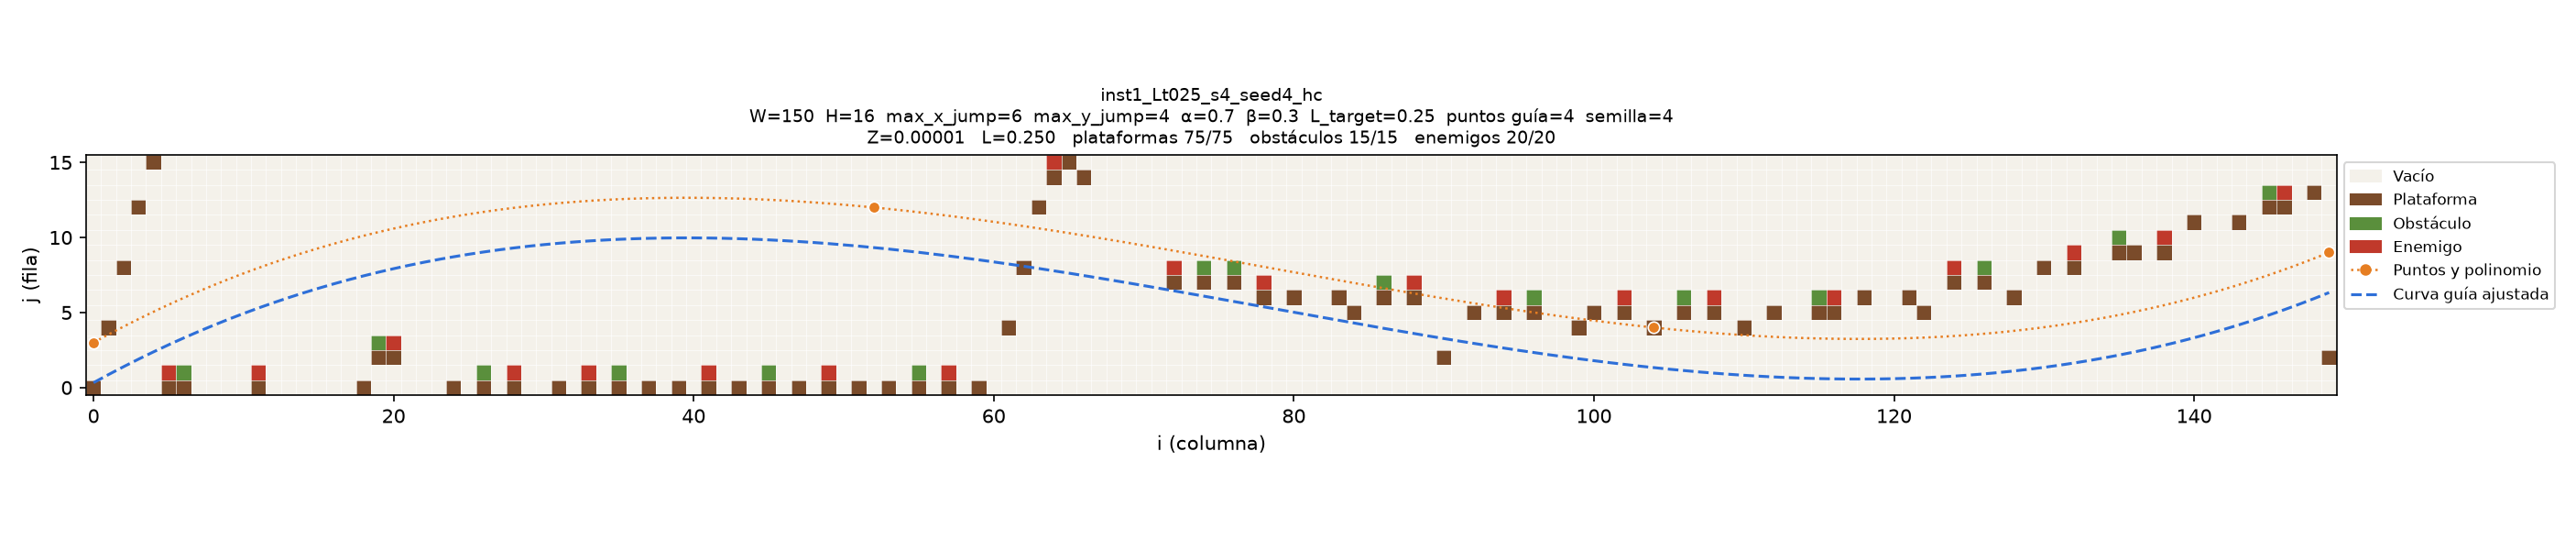 inst1_Lt025_s4_seed4_hc
W=150 H=16 max_x_jump=6 max_y_jump=4 α=0.7 β=0.3 L_target=0.25 puntos guía=4 semilla=4
Z=0.00001 L=0.250 plataformas 75/75 obstáculos 15/15 enemigos 20/20
15
10
5
0
j (fila)
0 20 40 60 80 100 120 140
i (columna)
Vacío
Plataforma
Obstáculo
Enemigo
Puntos y polinomio
Curva guía ajustada